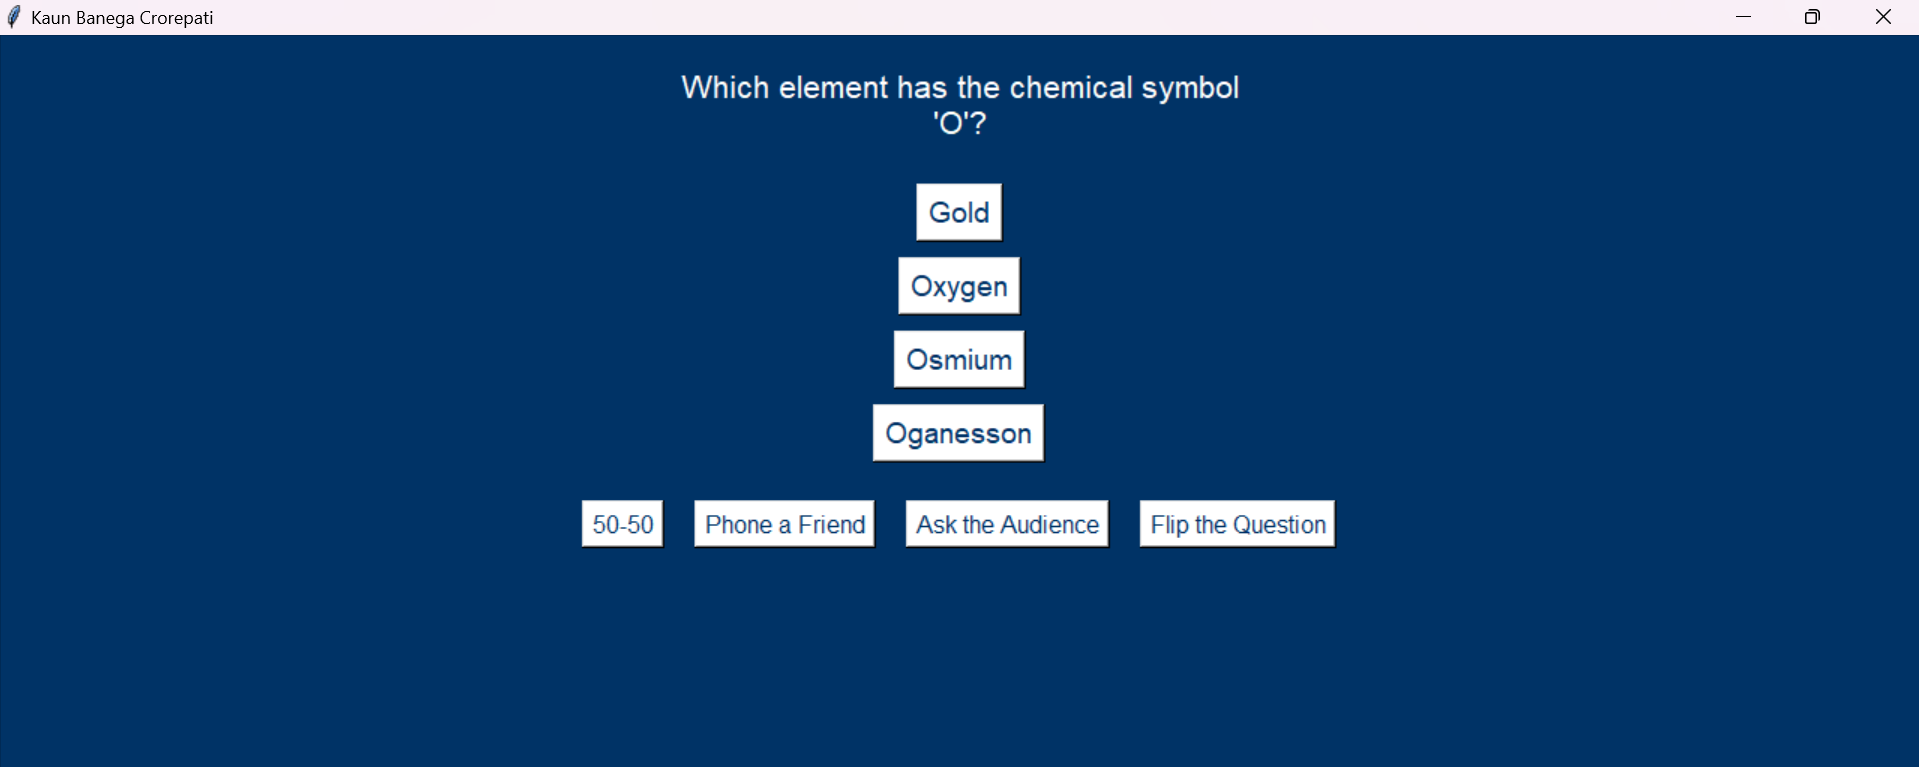 Kaun Banega Crorepati
Which element has the chemical symbol
'O'?
Gold
Oxygen
Osmium
Oganesson
50-50 Phone a Friend Ask the Audience Flip the Question